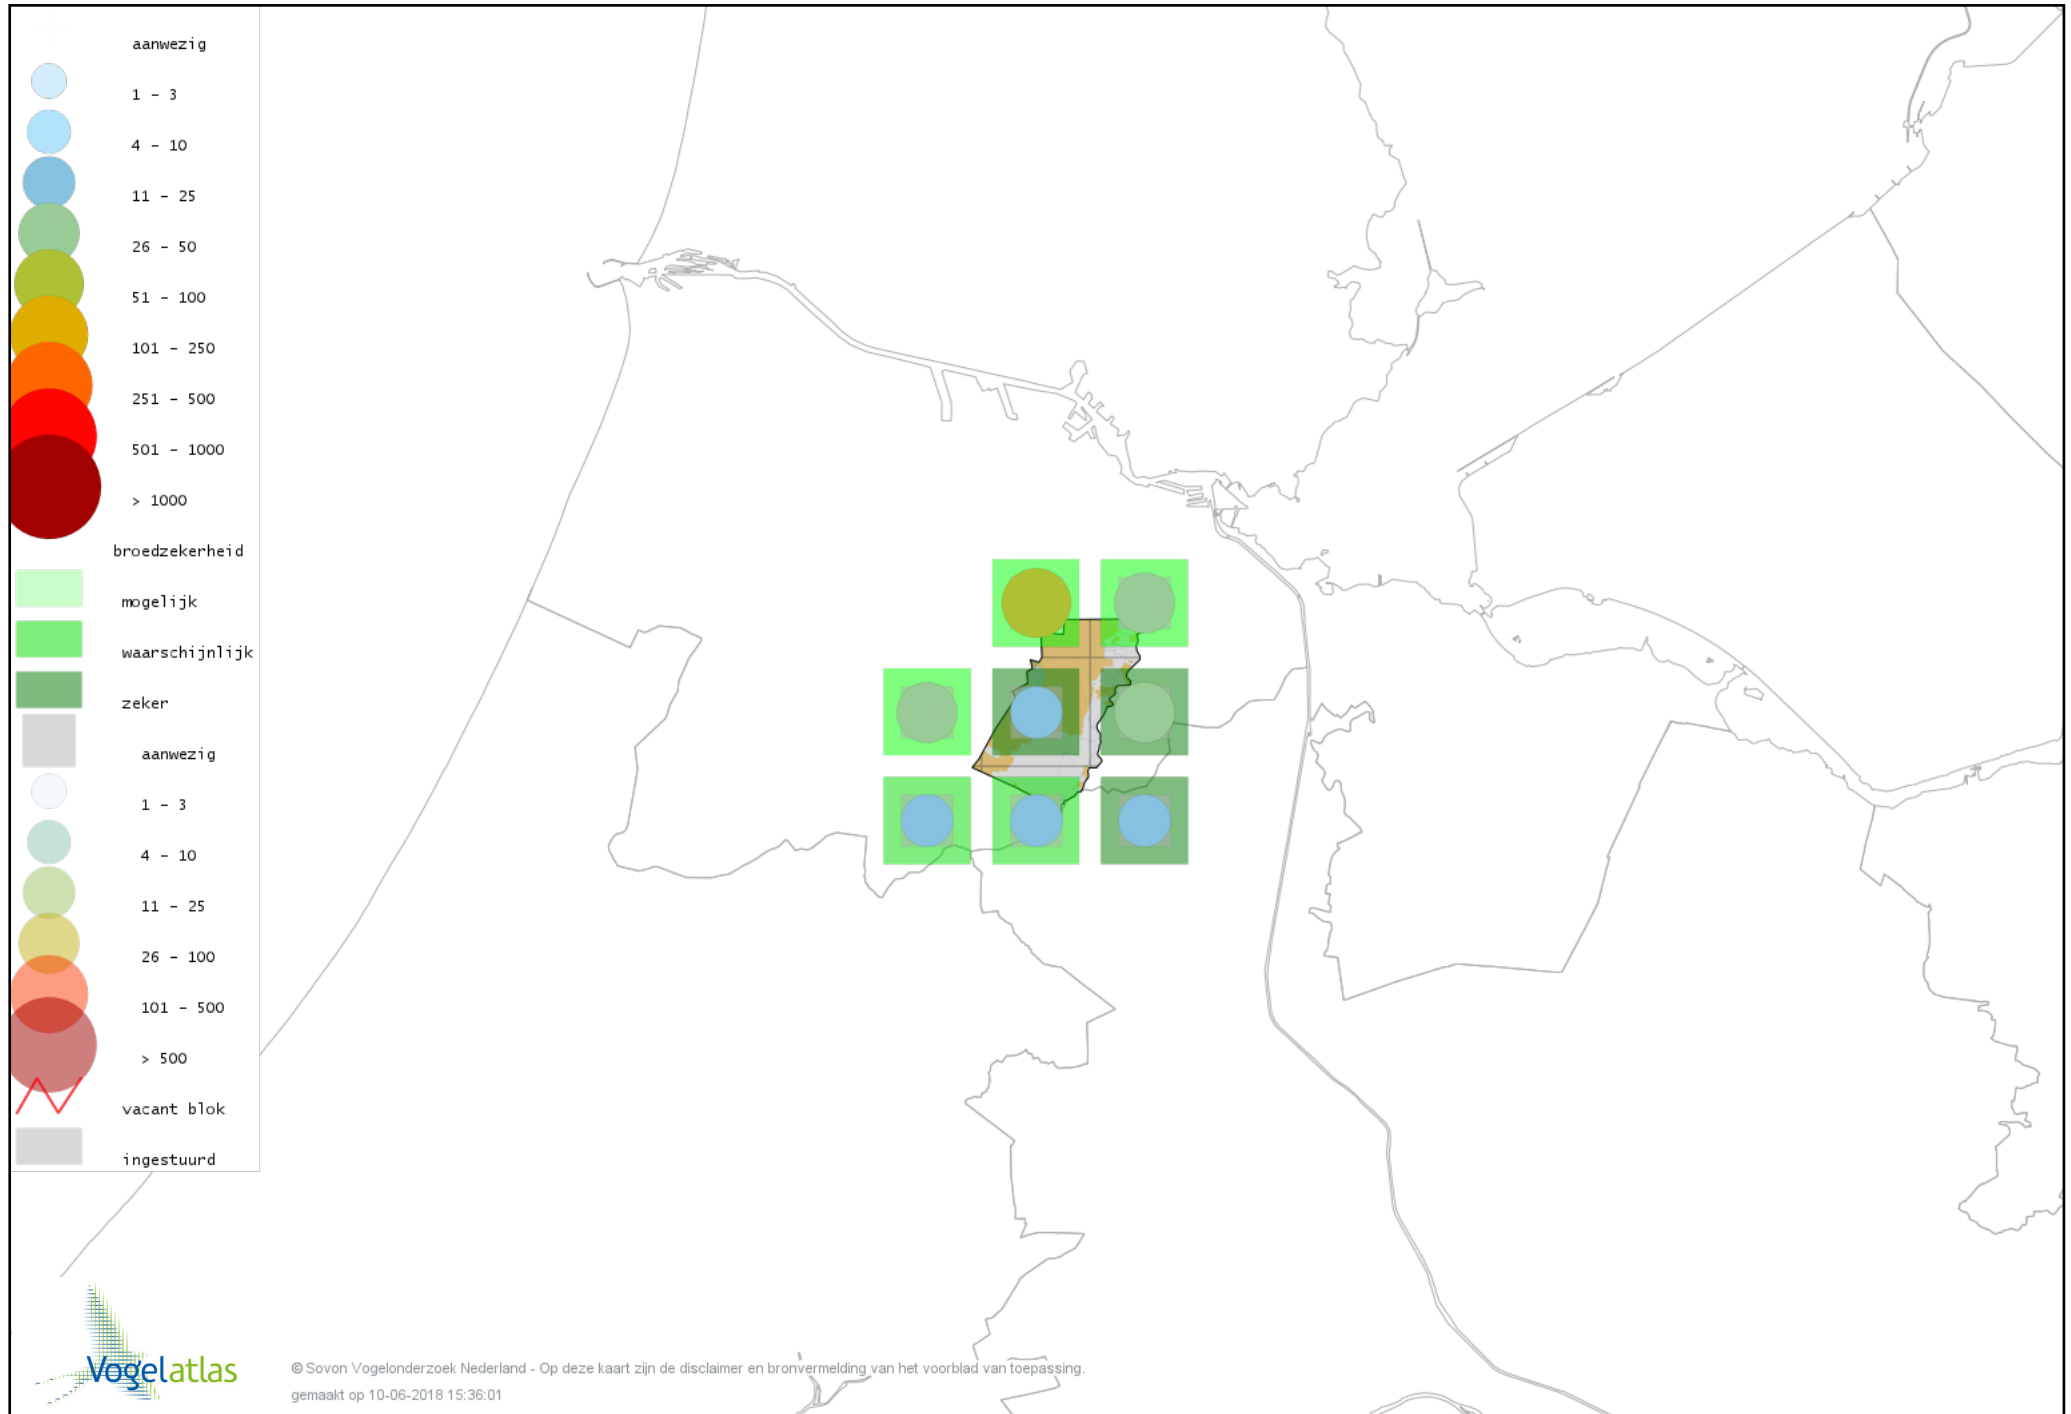 aanwezig
1 - 3
4 - 10
11 - 25
26 - 50
51 - 100
101 - 250
251 - 500
501 - 1000
> 1000
broedzekerheid
mogelijk
waarschijnlijk
zeker
aanwezig
1 - 3
4 - 10
11 - 25
26 - 100
101 - 500
> 500
vacant blok
ingestuurd
Vogelatlas
© Sovon Vogelonderzoek Nederland - Op deze kaart zijn de disclaimer en bronvermelding van het voorblad van toepassing.
gemaakt op 10-06-2018 15:36:01